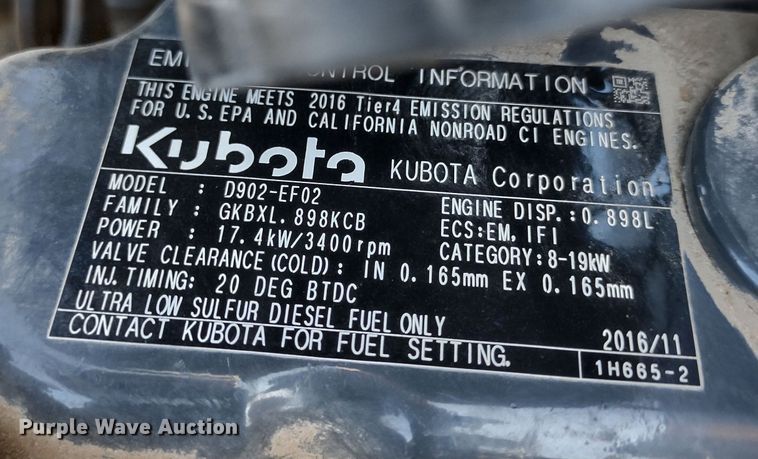 INFORMATION
THIS ENGINE MEETS 2016 Tier4 EMISSION REGULATIONS
FOR U.S. EPA AND CALIFORNIA NONROAD CI ENGINES.
Kubota KUBOTA Corporation
MODEL : D902-EF02 ENGINE DISP.:0.898L
FAMILY : GKBXL.898KCB ECS:EM, IFI
POWER : 17.4kW/3400rpm CATEGORY:8-19kW
VALVE CLEARANCE(COLD): IN 0.165mm EX 0.165mm
INJ.TIMING: 20 DEG BTDC
ULTRA LOW SULFUR DIESEL FUEL ONLY
CONTACT KUBOTA FOR FUEL SETTING.
2016/11
1H665-2
Purple Wave Auction